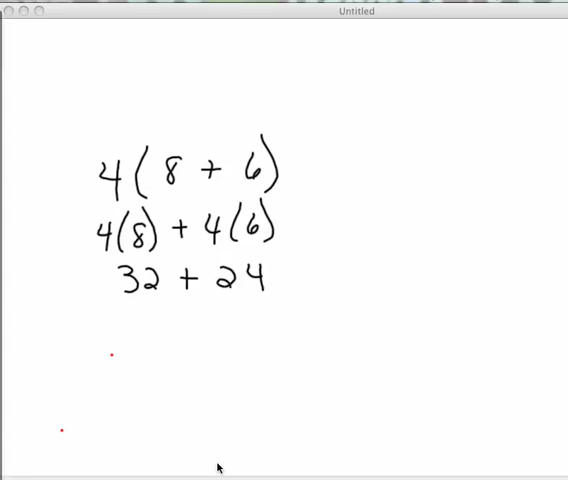 Untitled
4( 8 + 6)
4(8) + 4(6)
32 + 24